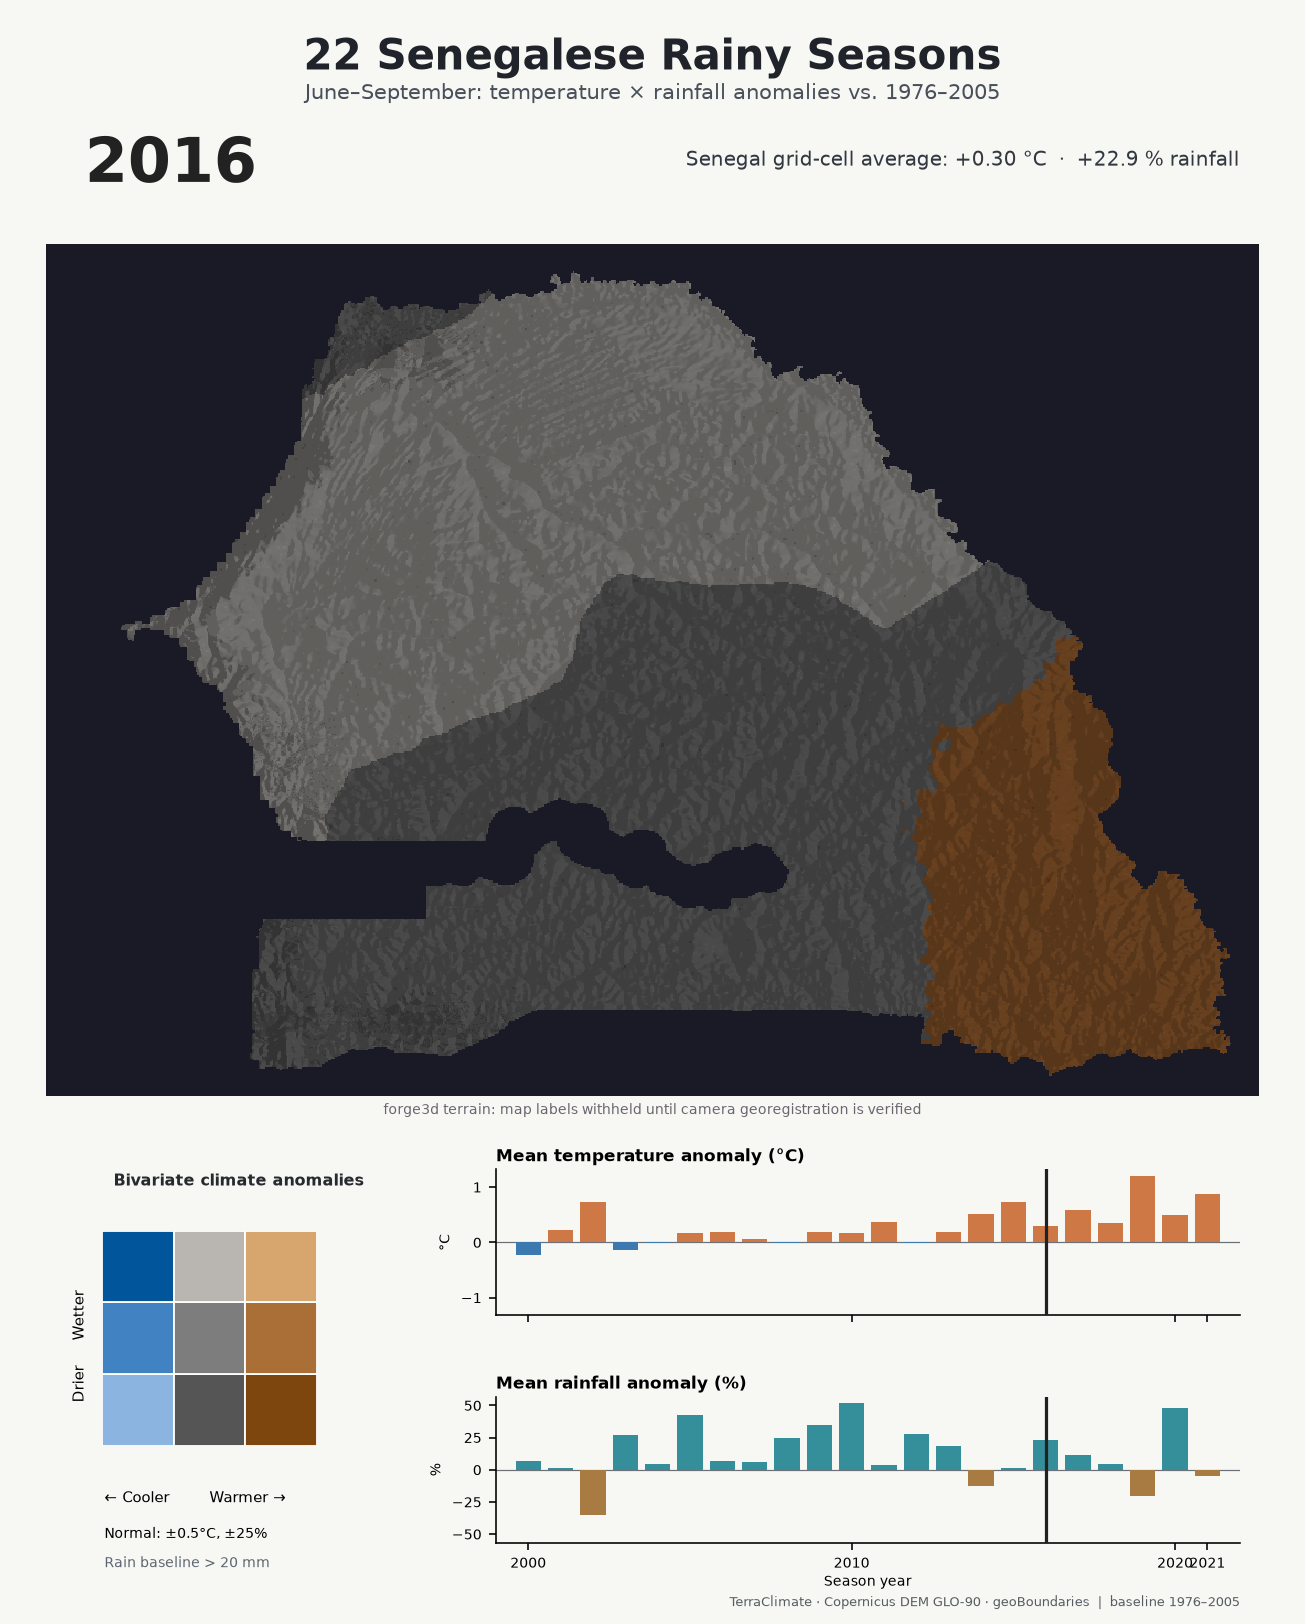 22 Senegalese Rainy Seasons
June–September: temperature × rainfall anomalies vs. 1976–2005
2016
Senegal grid-cell average: +0.30 °C · +22.9 % rainfall
forge3d terrain: map labels withheld until camera georegistration is verified
Bivariate climate anomalies
Wetter
Drier
← Cooler
Warmer →
Normal: ±0.5°C, ±25%
Rain baseline > 20 mm
Mean temperature anomaly (°C)
°C
1
0
−1
Mean rainfall anomaly (%)
%
50
25
0
−25
−50
2000
2010
2020
2021
Season year
TerraClimate · Copernicus DEM GLO-90 · geoBoundaries | baseline 1976–2005